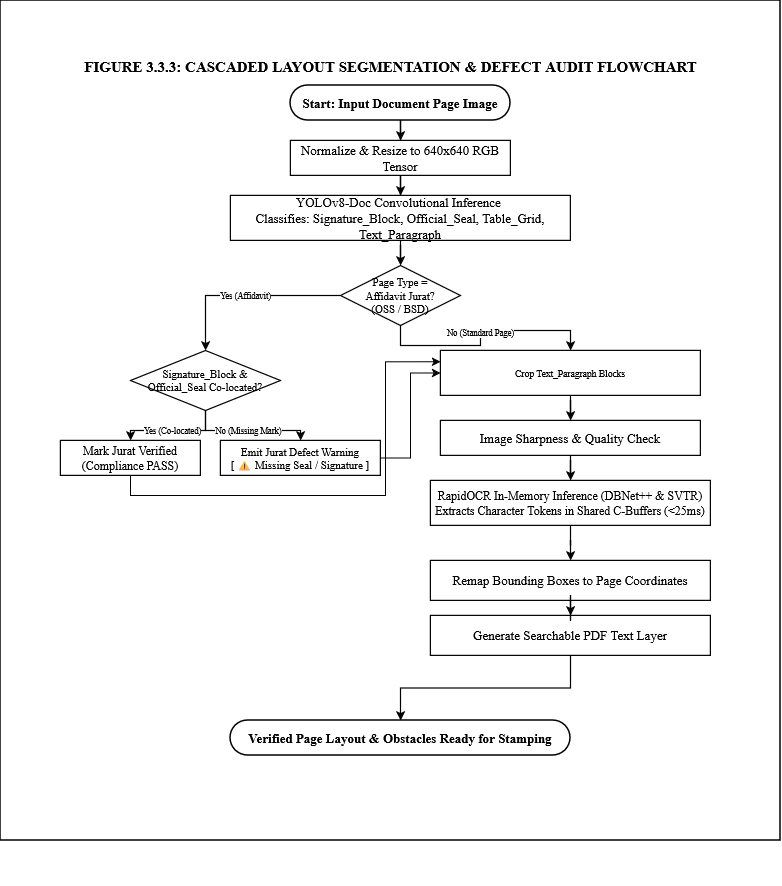 FIGURE 3.3.3: CASCADED LAYOUT SEGMENTATION & DEFECT AUDIT FLOWCHART
Start: Input Document Page Image
Normalize & Resize to 640x640 RGB
Tensor
YOLOv8-Doc Convolutional Inference
Classifies: Signature_Block, Official_Seal, Table_Grid,
Text_Paragraph
Page Type =
Affidavit Jurat?
(OSS / BSD)
Yes (Affidavit)
No (Standard Page)
Signature_Block &
Official_Seal Co-located?
Crop Text_Paragraph Blocks
Yes (Co-located)
No (Missing Mark)
Mark Jurat Verified
(Compliance PASS)
Emit Jurat Defect Warning
[ ⚠️ Missing Seal / Signature ]
Image Sharpness & Quality Check
RapidOCR In-Memory Inference (DBNet++ & SVTR)
Extracts Character Tokens in Shared C-Buffers (<25ms)
Remap Bounding Boxes to Page Coordinates
Generate Searchable PDF Text Layer
Verified Page Layout & Obstacles Ready for Stamping